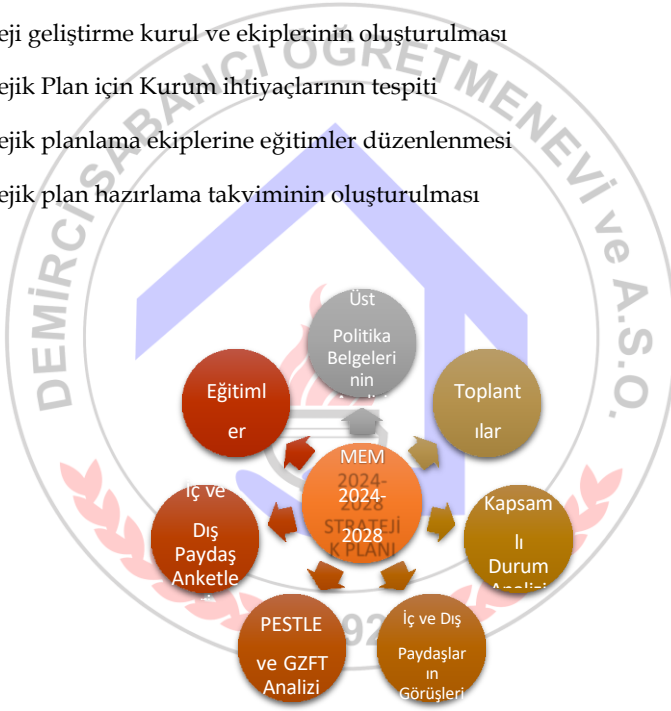 eji geliştirme kurul ve ekiplerinin oluşturulması
ejik Plan için Kurum ihtiyaçlarının tespiti
ejik planlama ekiplerine eğitimler düzenlenmesi
ejik plan hazırlama takviminin oluşturulması
DEMİRCİ SABANCI ÖĞRETMENEVİ ve A.S.O.
Üst
Politika
Belgeleri
nin
Toplant
ılar
Kapsam
lı
Durum
Analizi
İç ve Dış
Paydaşlar
ın
Görüşleri
PESTLE
ve GZFT
Analizi
İç ve
Dış
Paydaş
Anketle
Eğitiml
er
MEM
2024-
2028
STRATEJİ
K PLANI
2024-
2028
92